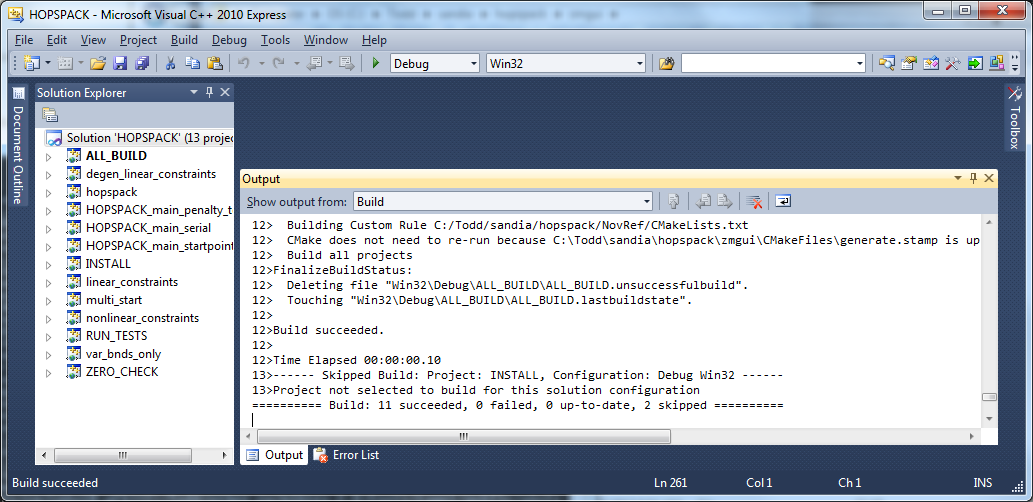 HOPSPACK - Microsoft Visual C++ 2010 Express
File Edit View Project Build Debug Tools Window Help
Debug Win32
Document Outline
Solution Explorer
Solution 'HOPSPACK' (13 projec
ALL_BUILD
degen_linear_constraints
hopspack
HOPSPACK_main_penalty_t
HOPSPACK_main_serial
HOPSPACK_main_startpoint
INSTALL
linear_constraints
multi_start
nonlinear_constraints
RUN_TESTS
var_bnds_only
ZERO_CHECK
Toolbox
Output
Show output from: Build
12> Building Custom Rule C:/Todd/sandia/hopspack/NovRef/CMakeLists.txt
12> CMake does not need to re-run because C:\Todd\sandia\hopspack\zmgui\CMakeFiles\generate.stamp is up
12> Build all projects
12>FinalizeBuildStatus:
12> Deleting file "Win32\Debug\ALL_BUILD\ALL_BUILD.unsuccessfulbuild".
12> Touching "Win32\Debug\ALL_BUILD\ALL_BUILD.lastbuildstate".
12>
12>Build succeeded.
12>
12>Time Elapsed 00:00:00.10
13>------ Skipped Build: Project: INSTALL, Configuration: Debug Win32 ------
13>Project not selected to build for this solution configuration
========== Build: 11 succeeded, 0 failed, 0 up-to-date, 2 skipped ==========
Output Error List
Build succeeded Ln 261 Col 1 Ch 1 INS